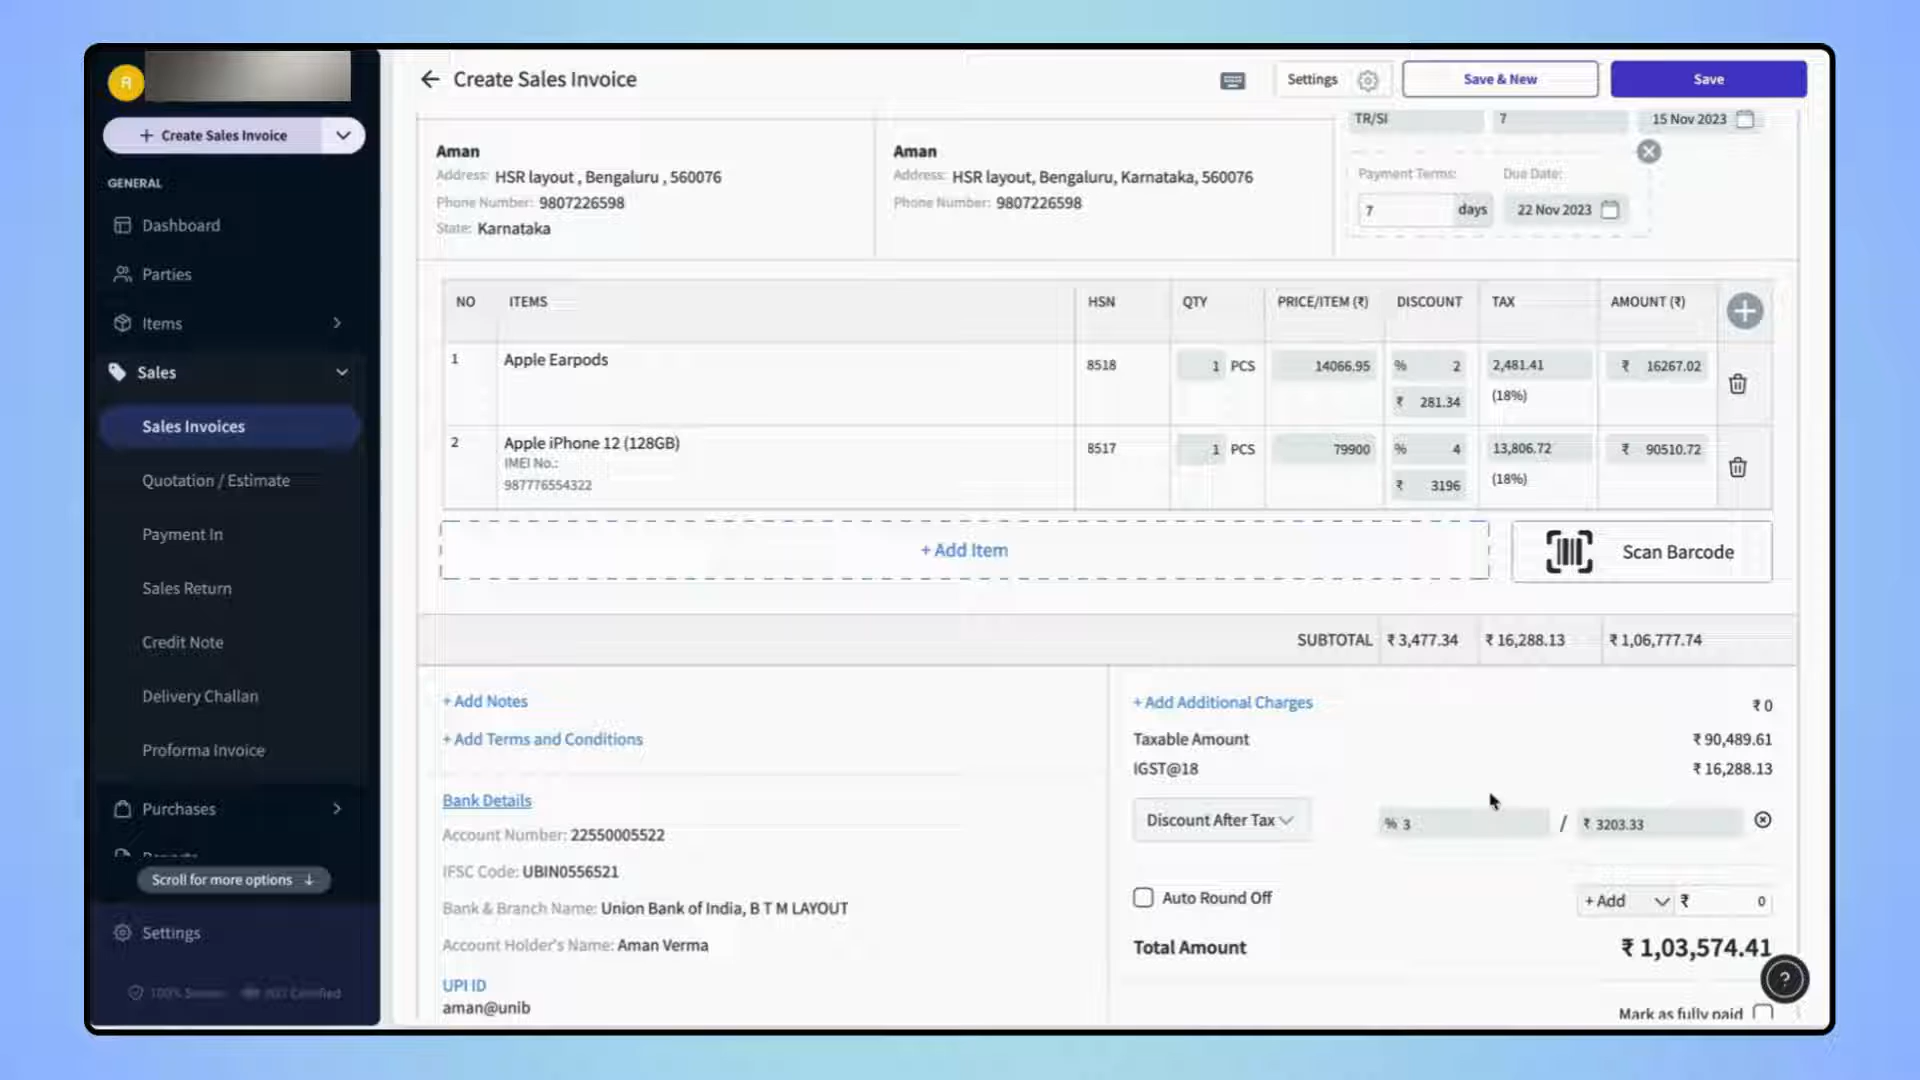 A
+ Create Sales Invoice
GENERAL
Dashboard
Parties
Items
Sales
Sales Invoices
Quotation / Estimate
Payment In
Sales Return
Credit Note
Delivery Challan
Proforma Invoice
Purchases
Scroll for more options ↓
Settings
← Create Sales Invoice
Settings
Save & New
Save
TR/SI 7 15 Nov 2023
Aman
Address: HSR layout , Bengaluru , 560076
Phone Number: 9807226598
State: Karnataka
Aman
Address: HSR layout, Bengaluru, Karnataka, 560076
Phone Number: 9807226598
Payment Terms: Due Date:
7 days 22 Nov 2023
NO ITEMS HSN QTY PRICE/ITEM (₹) DISCOUNT TAX AMOUNT (₹)
1 Apple Earpods 8518 1 PCS 14066.95 % 2 2,481.41 ₹ 16267.02
₹ 281.34 (18%)
2 Apple iPhone 12 (128GB) 8517 1 PCS 79900 % 4 13,806.72 ₹ 90510.72
IMEI No.:
987776554322 ₹ 3196 (18%)
+ Add Item
Scan Barcode
SUBTOTAL ₹ 3,477.34 ₹ 16,288.13 ₹ 1,06,777.74
+ Add Notes
+ Add Terms and Conditions
Bank Details
Account Number: 22550005522
IFSC Code: UBIN0556521
Bank & Branch Name: Union Bank of India, B T M LAYOUT
Account Holder's Name: Aman Verma
UPI ID
aman@unib
+ Add Additional Charges ₹ 0
Taxable Amount ₹ 90,489.61
IGST@18 ₹ 16,288.13
Discount After Tax % 3 / ₹ 3203.33
Auto Round Off + Add ₹ 0
Total Amount ₹ 1,03,574.41
?
Mark as fully paid